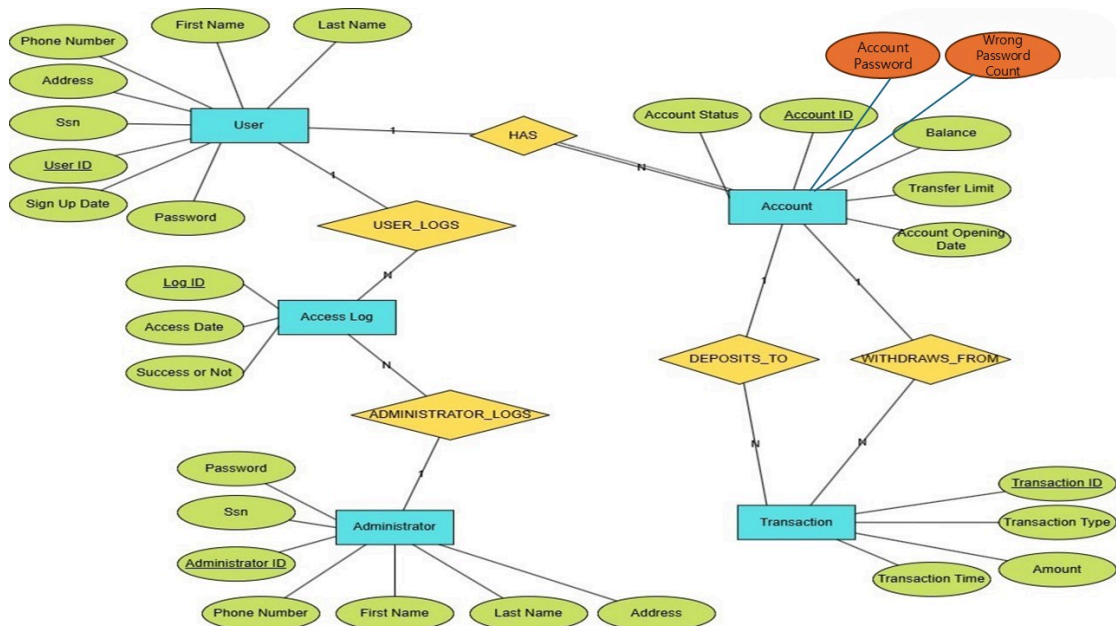 First Name
Last Name
Phone Number
Address
Ssn
User ID
Sign Up Date
Password
User
1
HAS
N
Account
Password
Wrong
Password
Count
Account Status
Account ID
Balance
Transfer Limit
Account Opening
Date
Account
1
USER_LOGS
N
Log ID
Access Date
Success or Not
Access Log
N
ADMINISTRATOR_LOGS
1
1
DEPOSITS_TO
N
1
WITHDRAWS_FROM
N
Password
Ssn
Administrator ID
Phone Number
First Name
Last Name
Address
Administrator
Transaction
Transaction ID
Transaction Type
Amount
Transaction Time